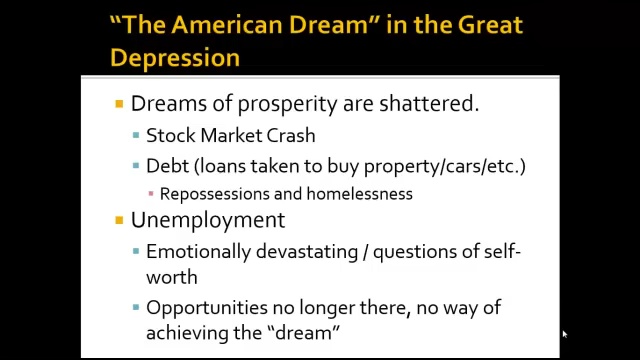 “The American Dream” in the Great
Depression
Dreams of prosperity are shattered.
Stock Market Crash
Debt (loans taken to buy property/cars/etc.)
Repossessions and homelessness
Unemployment
Emotionally devastating / questions of self-
worth
Opportunities no longer there, no way of
achieving the “dream”